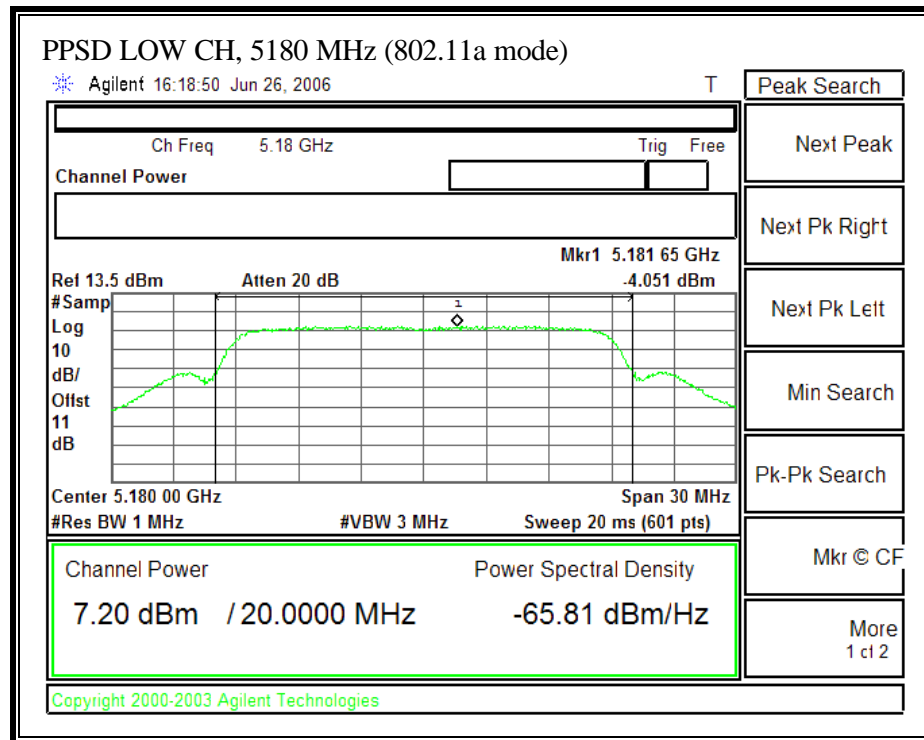 PPSD LOW CH, 5180 MHz (802.11a mode)
Agilent 16:18:50 Jun 26, 2006 T
Peak Search
Ch Freq 5.18 GHz Trig Free
Channel Power
Mkr1 5.181 65 GHz
Ref 13.5 dBm Atten 20 dB -4.051 dBm
#Samp
Log
10
dB/
Offst
11
dB
1
Center 5.180 00 GHz Span 30 MHz
#Res BW 1 MHz #VBW 3 MHz Sweep 20 ms (601 pts)
Channel Power Power Spectral Density
7.20 dBm / 20.0000 MHz -65.81 dBm/Hz
Copyright 2000-2003 Agilent Technologies
Next Peak
Next Pk Right
Next Pk Left
Min Search
Pk-Pk Search
Mkr © CF
More
1 of 2